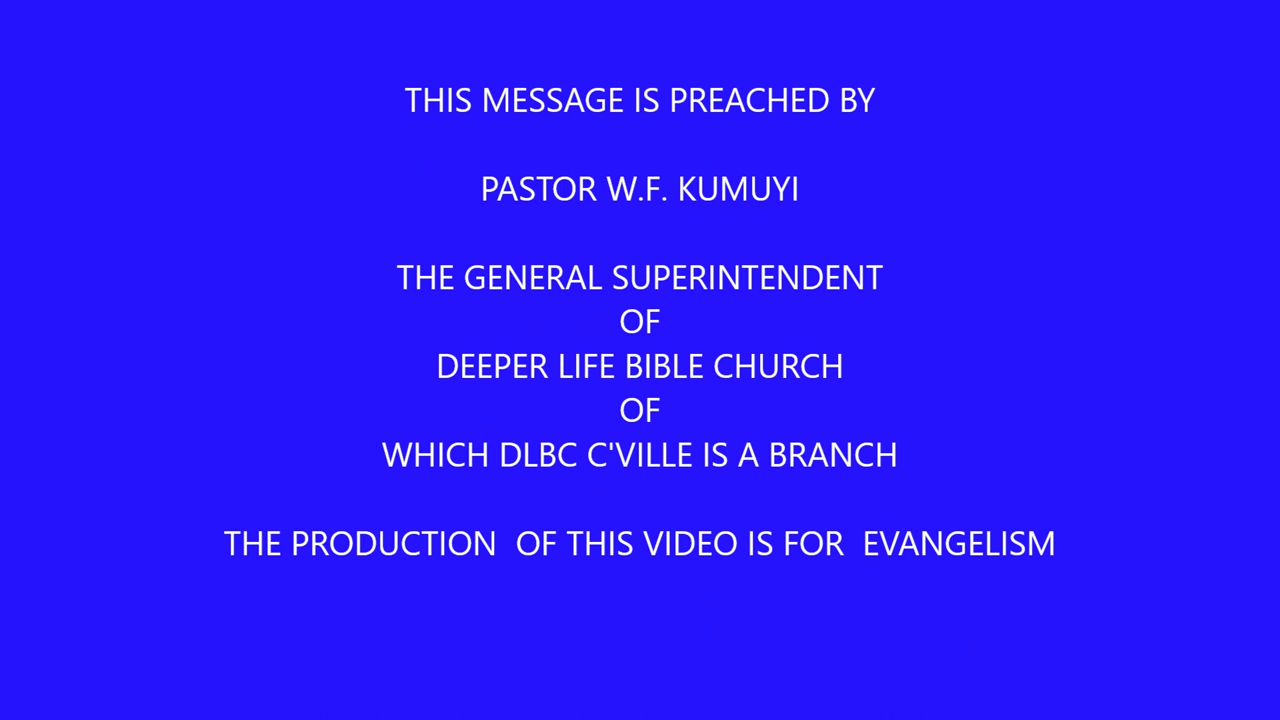 THIS MESSAGE IS PREACHED BY
PASTOR W.F. KUMUYI
THE GENERAL SUPERINTENDENT
OF
DEEPER LIFE BIBLE CHURCH
OF
WHICH DLBC C'VILLE IS A BRANCH
THE PRODUCTION  OF THIS VIDEO IS FOR  EVANGELISM